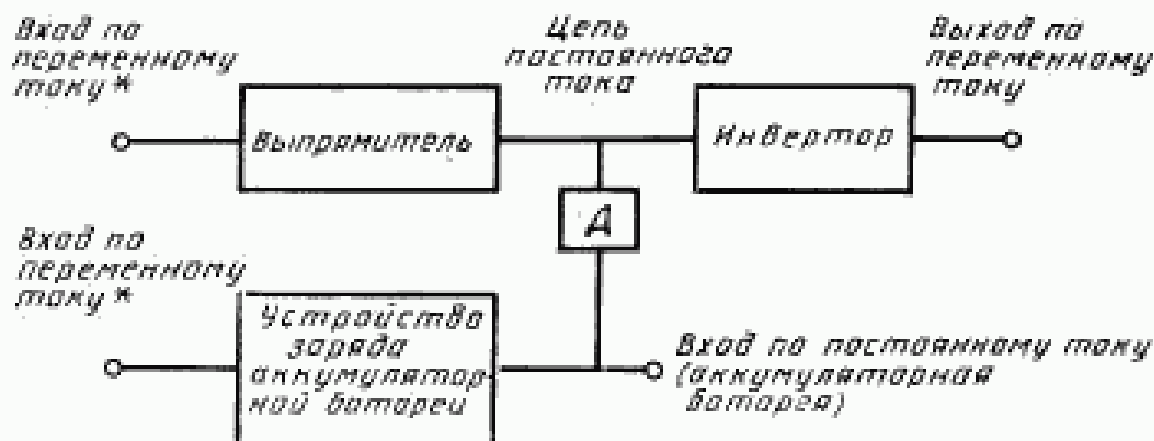 Вход по
переменному
току*
Цепь
постоянного
тока
Выход по
переменному
току
Выпрямитель
Инвертор
Д
Вход по
переменному
току*
Устройство
заряда
аккумулятор-
ной батареи
Вход по постоянному току
(аккумуляторная
батарея)